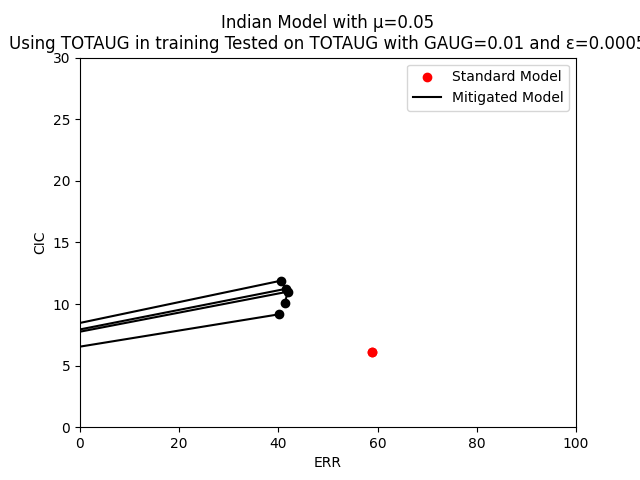 Indian Model with μ=0.05
Using TOTAUG in training Tested on TOTAUG with GAUG=0.01 and ε=0.0005
30
25
20
15
10
5
0
CIC
Standard Model
Mitigated Model
0 20 40 60 80 100
ERR